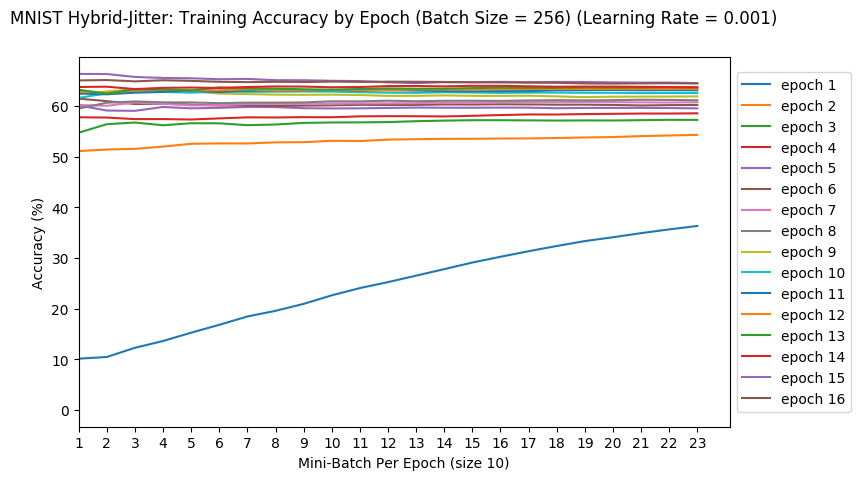 MNIST Hybrid-Jitter: Training Accuracy by Epoch (Batch Size = 256) (Learning Rate = 0.001)
Accuracy (%)
60
50
40
30
20
10
0
1 2 3 4 5 6 7 8 9 10 11 12 13 14 15 16 17 18 19 20 21 22 23
Mini-Batch Per Epoch (size 10)
epoch 1
epoch 2
epoch 3
epoch 4
epoch 5
epoch 6
epoch 7
epoch 8
epoch 9
epoch 10
epoch 11
epoch 12
epoch 13
epoch 14
epoch 15
epoch 16